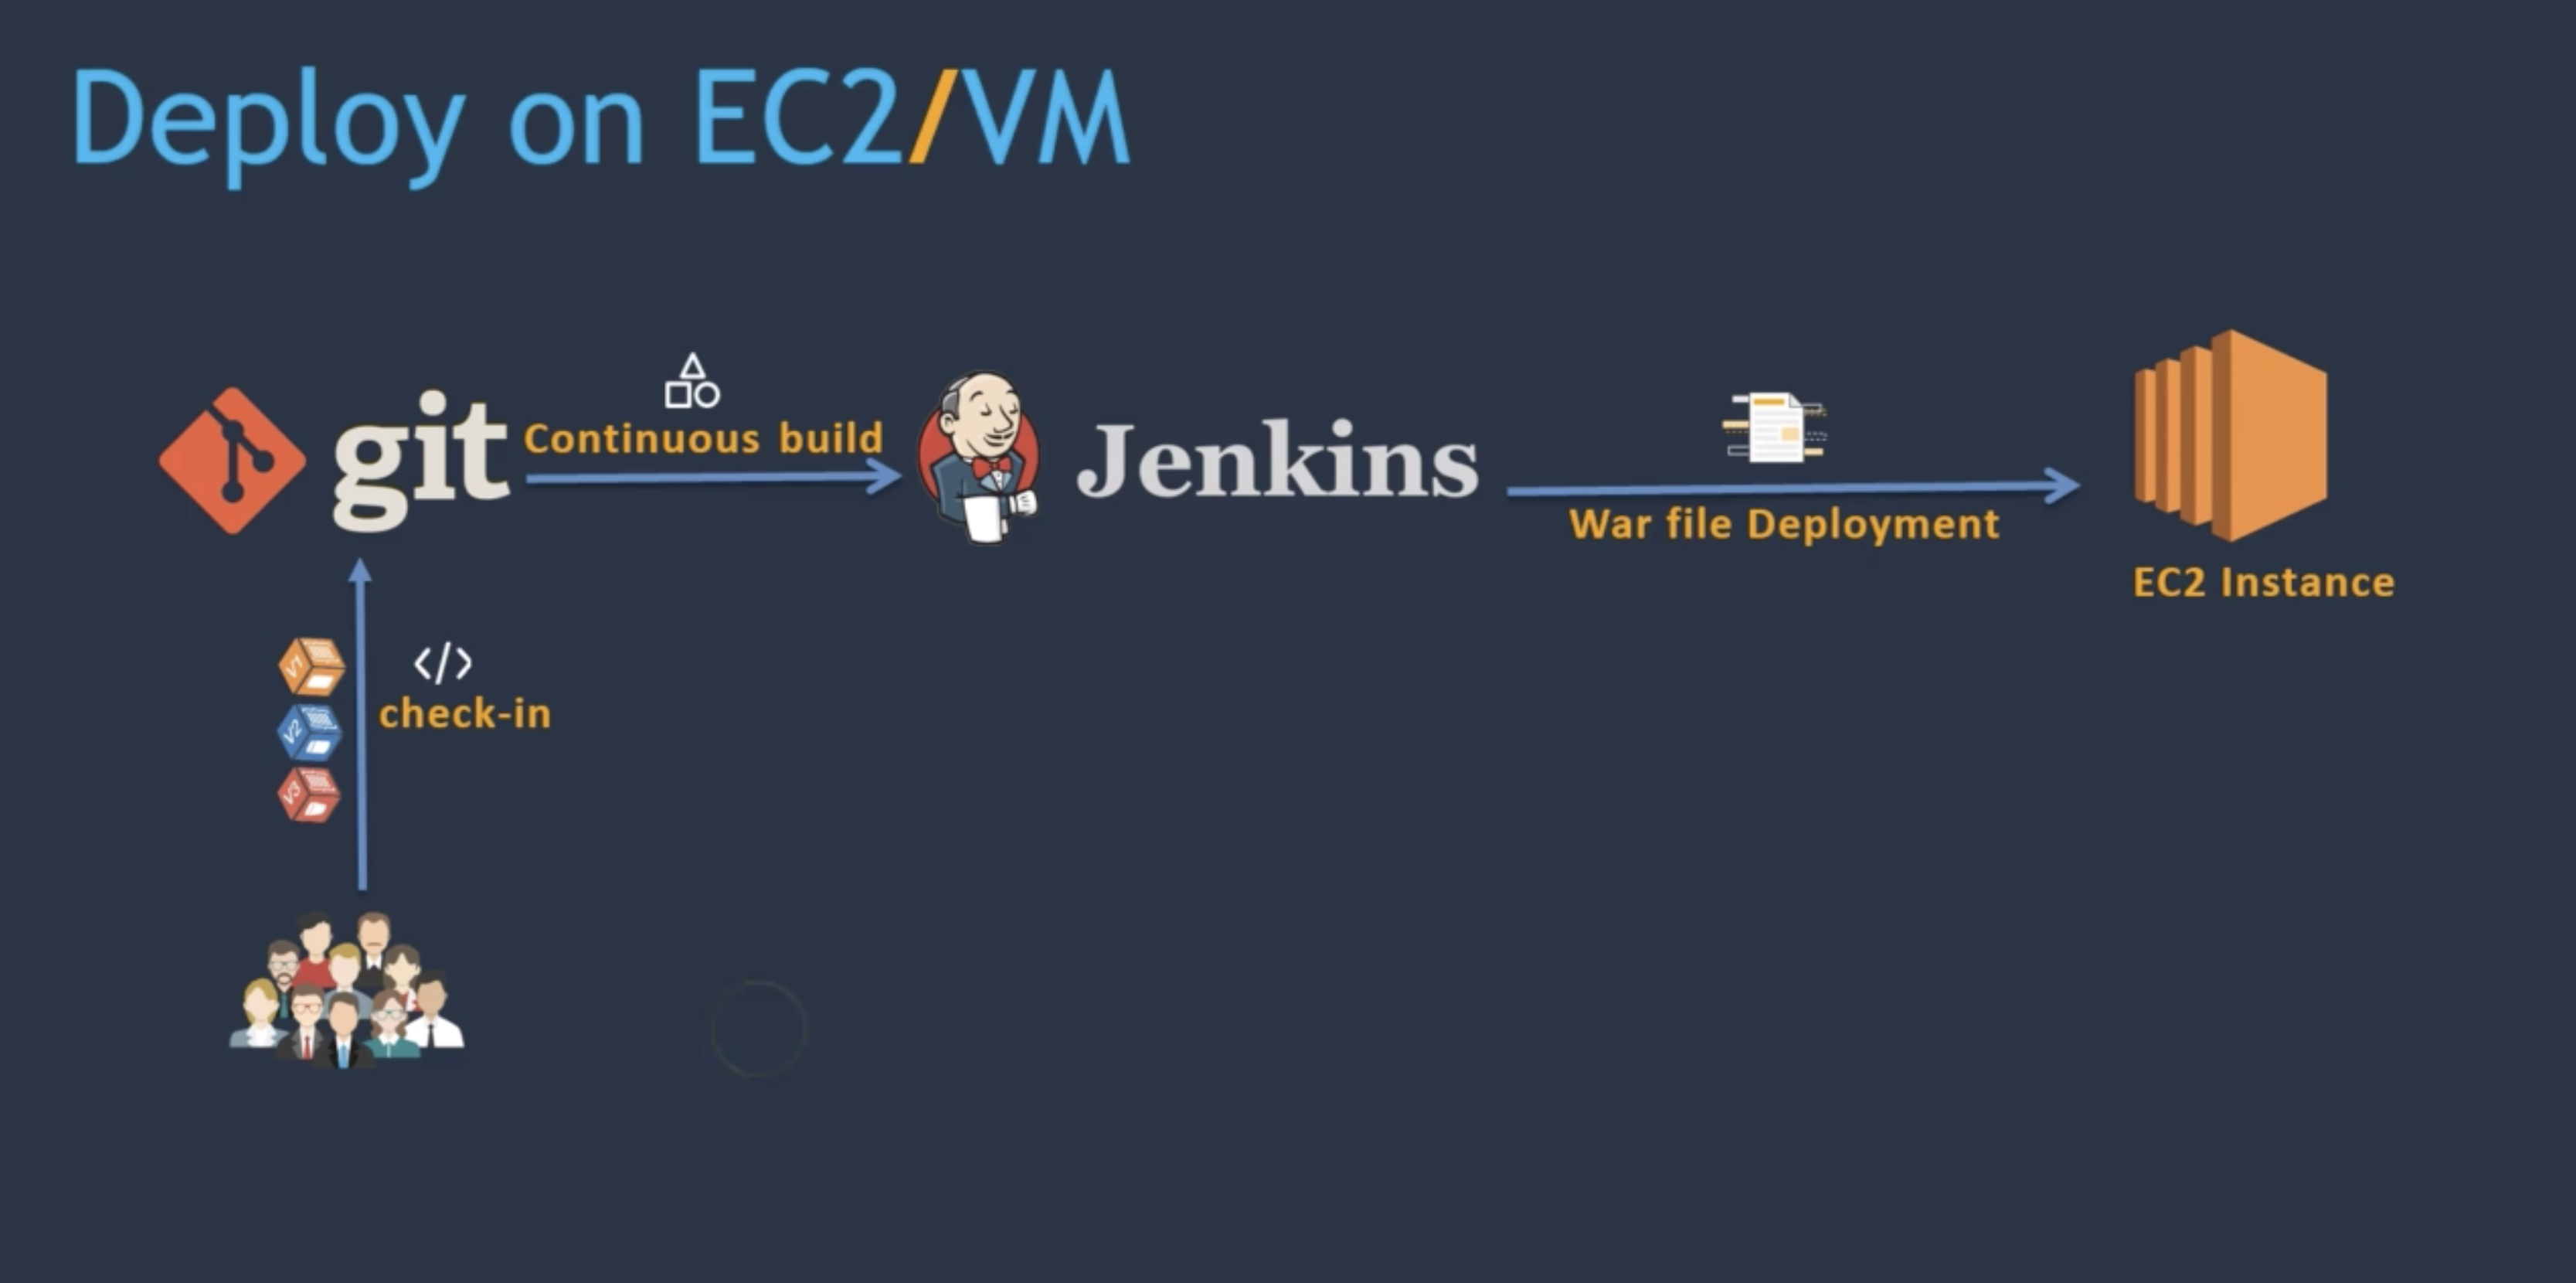 Deploy on EC2/VM
git
Continuous build
Jenkins
War file Deployment
EC2 Instance
V1
</>
check-in
V2
V3